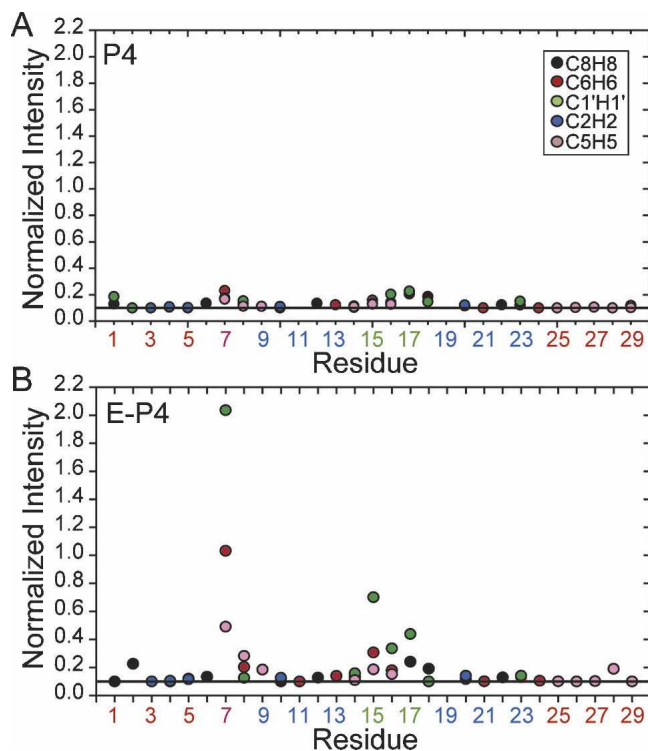 A
P4
C8H8
C6H6
C1'H1'
C2H2
C5H5
Normalized Intensity
2.2
2.0
1.8
1.6
1.4
1.2
1.0
0.8
0.6
0.4
0.2
0.0
1 3 5 7 9 11 13 15 17 19 21 23 25 27 29
Residue
B
E-P4
Normalized Intensity
2.2
2.0
1.8
1.6
1.4
1.2
1.0
0.8
0.6
0.4
0.2
0.0
1 3 5 7 9 11 13 15 17 19 21 23 25 27 29
Residue